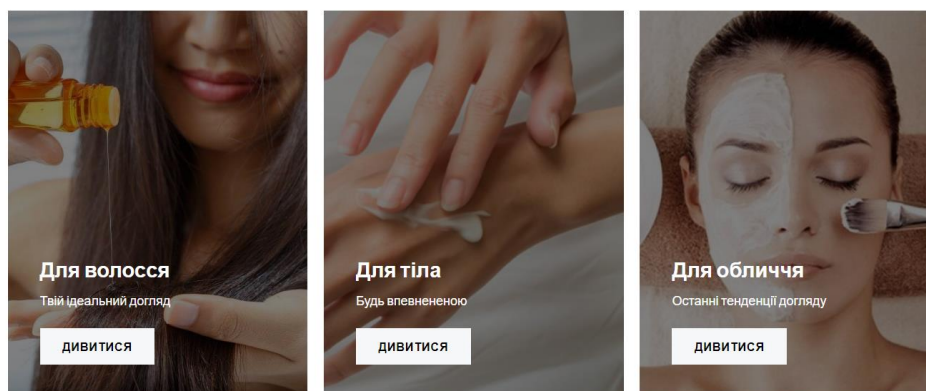 Для волосся
Твій ідеальний догляд
ДИВИТИСЯ
Для тіла
Будь впевнененою
ДИВИТИСЯ
Для обличчя
Останні тенденції догляду
ДИВИТИСЯ